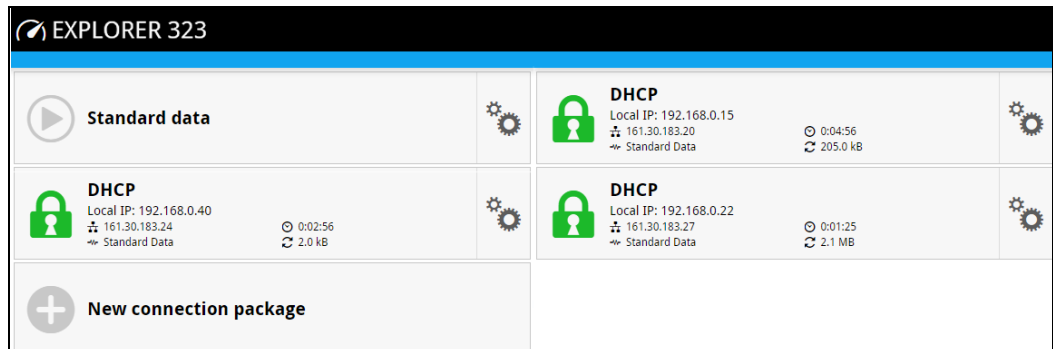 EXPLORER 323
Standard data
DHCP
Local IP: 192.168.0.15
161.30.183.20 0:04:56
Standard Data 205.0 kB
DHCP
Local IP: 192.168.0.40
161.30.183.24 0:02:56
Standard Data 2.0 kB
DHCP
Local IP: 192.168.0.22
161.30.183.27 0:01:25
Standard Data 2.1 MB
New connection package